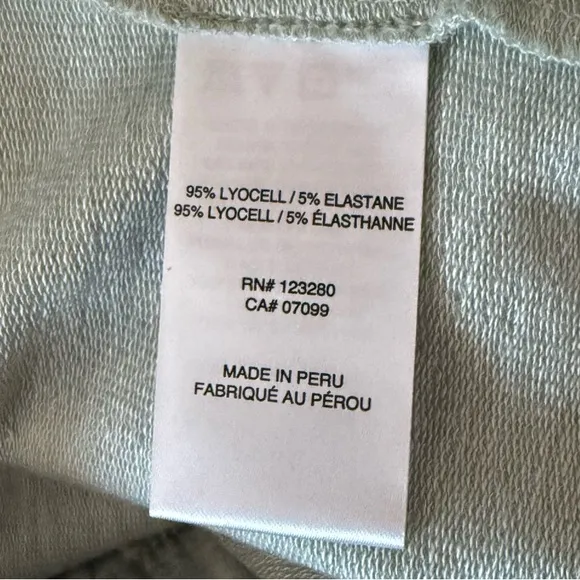 95% LYOCELL / 5% ELASTANE
95% LYOCELL / 5% ÉLASTHANNE
RN# 123280
CA# 07099
MADE IN PERU
FABRIQUÉ AU PÉROU